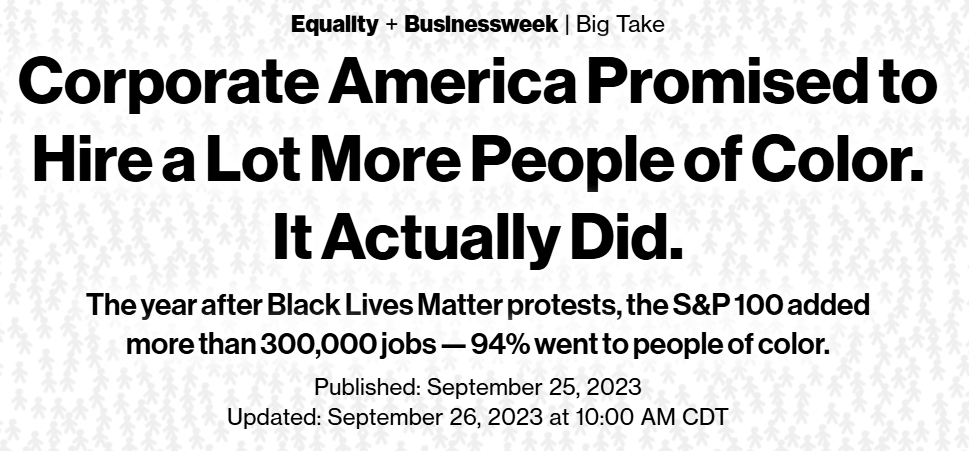 Equality + Businessweek | Big Take
Corporate America Promised to
Hire a Lot More People of Color.
It Actually Did.
The year after Black Lives Matter protests, the S&P 100 added
more than 300,000 jobs — 94% went to people of color.
Published: September 25, 2023
Updated: September 26, 2023 at 10:00 AM CDT